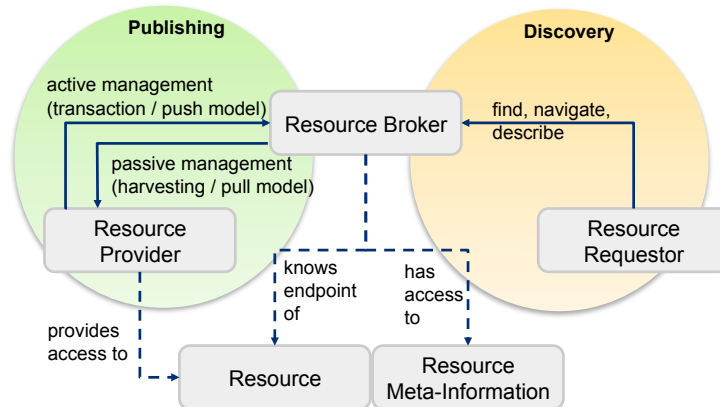 Publishing
Discovery
active management
(transaction / push model)
Resource Broker
find, navigate,
describe
passive management
(harvesting / pull model)
Resource
Provider
Resource
Requestor
knows
endpoint
of
has
access
to
provides
access to
Resource
Resource
Meta-Information